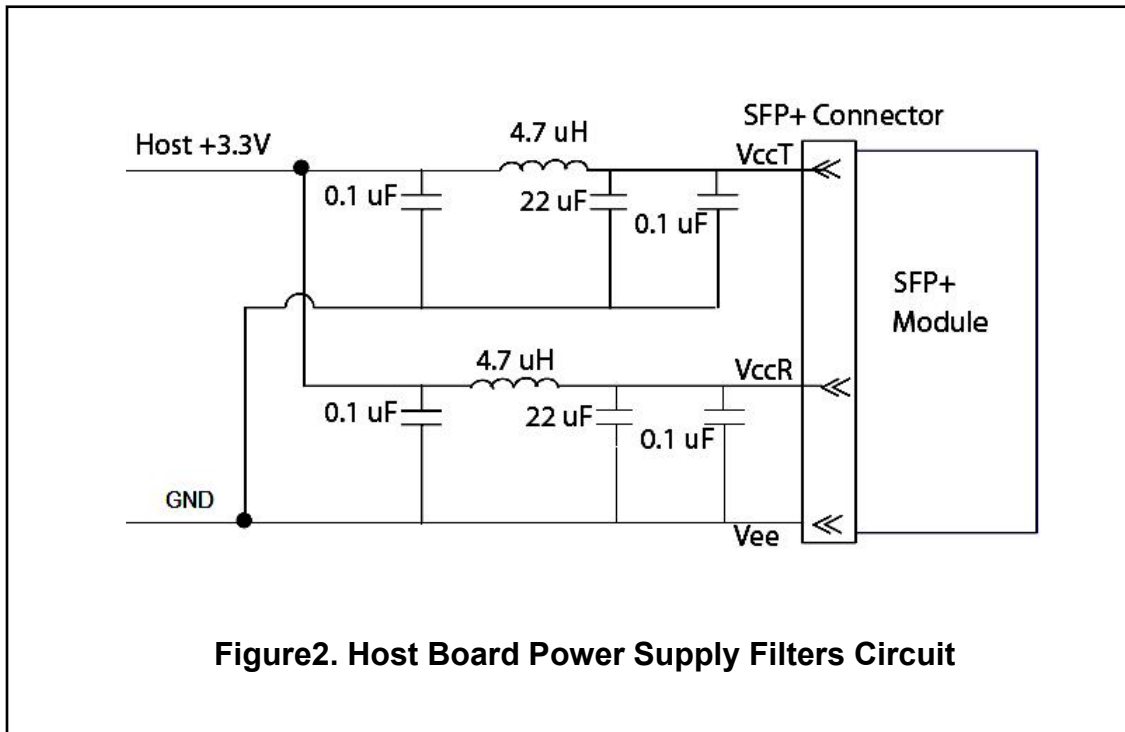 SFP+ Connector
Host +3.3V
4.7 uH
VccT
0.1 uF
22 uF
0.1 uF
SFP+
Module
4.7 uH
VccR
0.1 uF
22 uF
0.1 uF
GND
Vee
Figure2. Host Board Power Supply Filters Circuit